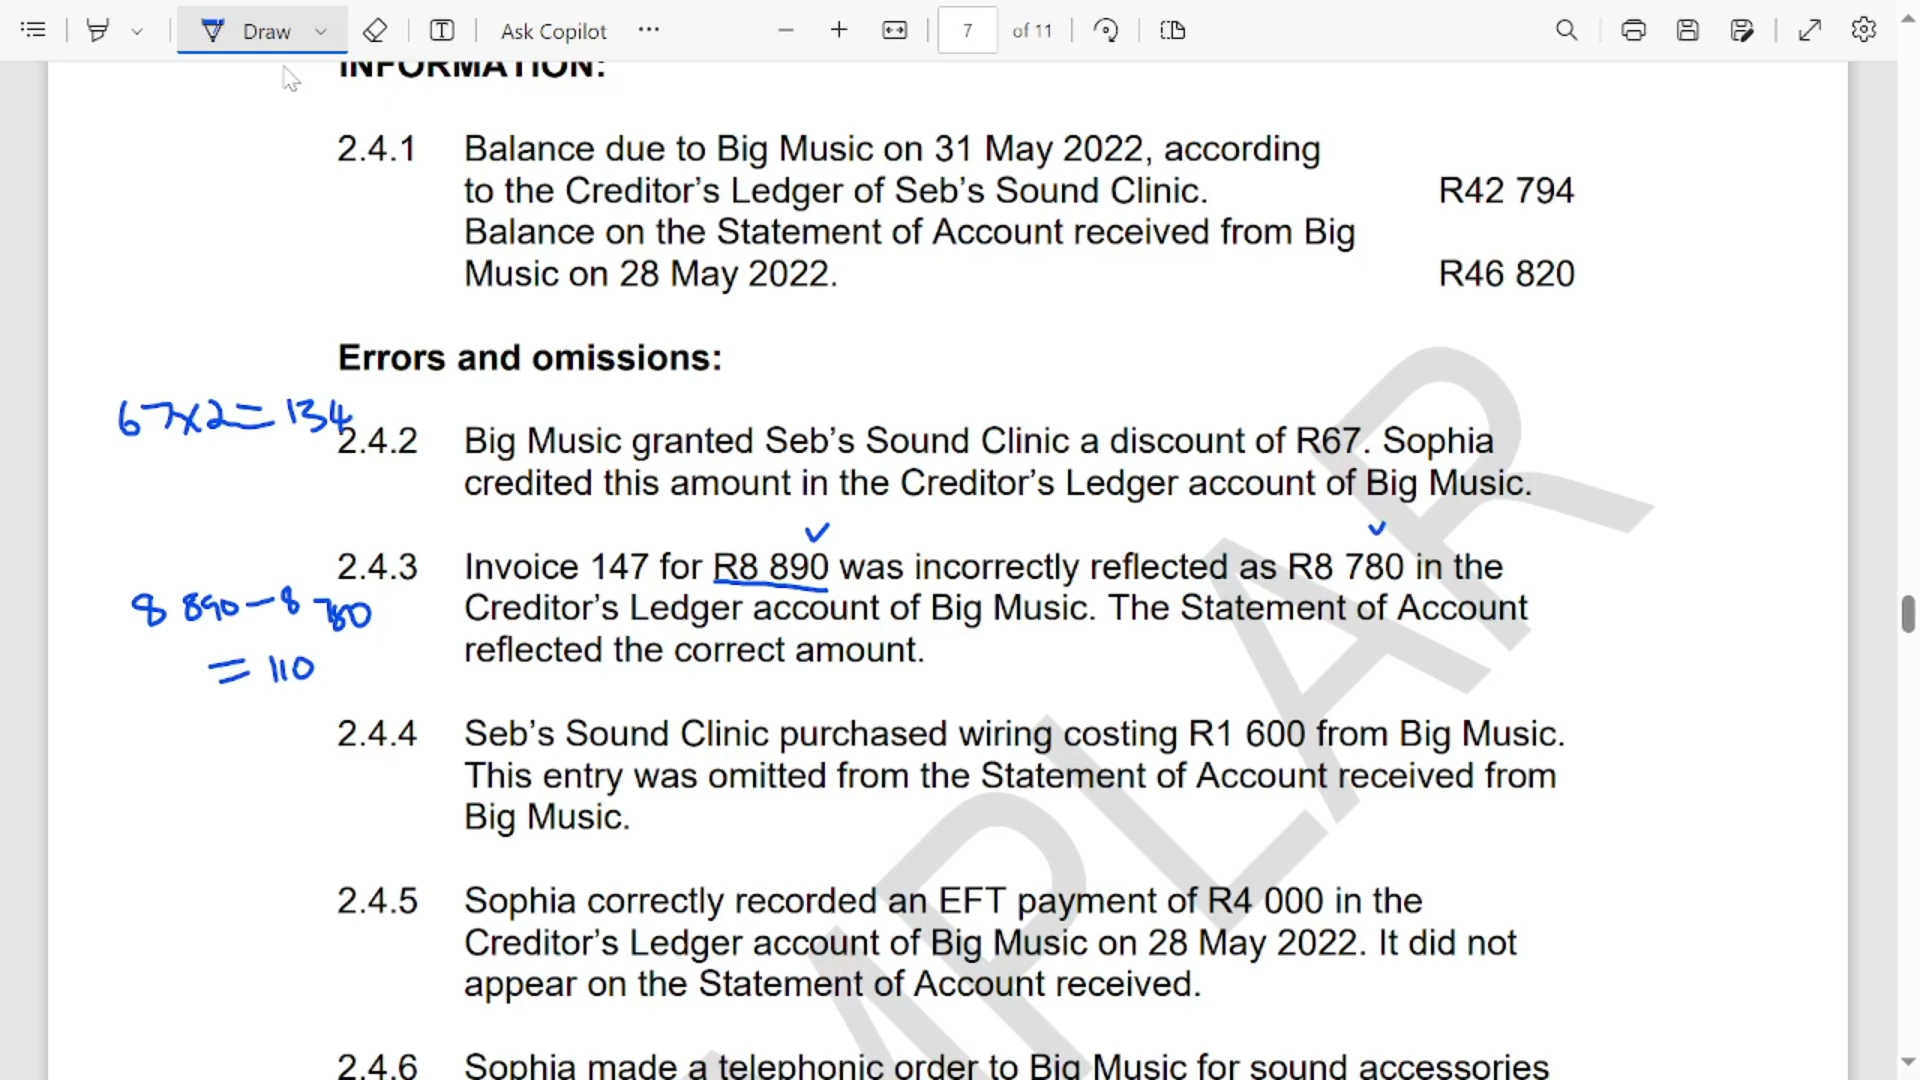 Draw
Ask Copilot
7
of 11
INFORMATION:
2.4.1 Balance due to Big Music on 31 May 2022, according
to the Creditor’s Ledger of Seb’s Sound Clinic. R42 794
Balance on the Statement of Account received from Big
Music on 28 May 2022. R46 820
Errors and omissions:
67x2=134
2.4.2 Big Music granted Seb’s Sound Clinic a discount of R67. Sophia
credited this amount in the Creditor’s Ledger account of Big Music.
2.4.3 Invoice 147 for R8 890 was incorrectly reflected as R8 780 in the
8 890-8 780
Creditor’s Ledger account of Big Music. The Statement of Account
reflected the correct amount.
= 110
2.4.4 Seb’s Sound Clinic purchased wiring costing R1 600 from Big Music.
This entry was omitted from the Statement of Account received from
Big Music.
2.4.5 Sophia correctly recorded an EFT payment of R4 000 in the
Creditor’s Ledger account of Big Music on 28 May 2022. It did not
appear on the Statement of Account received.
2.4.6 Sophia made a telephonic order to Big Music for sound accessories
MPLAR